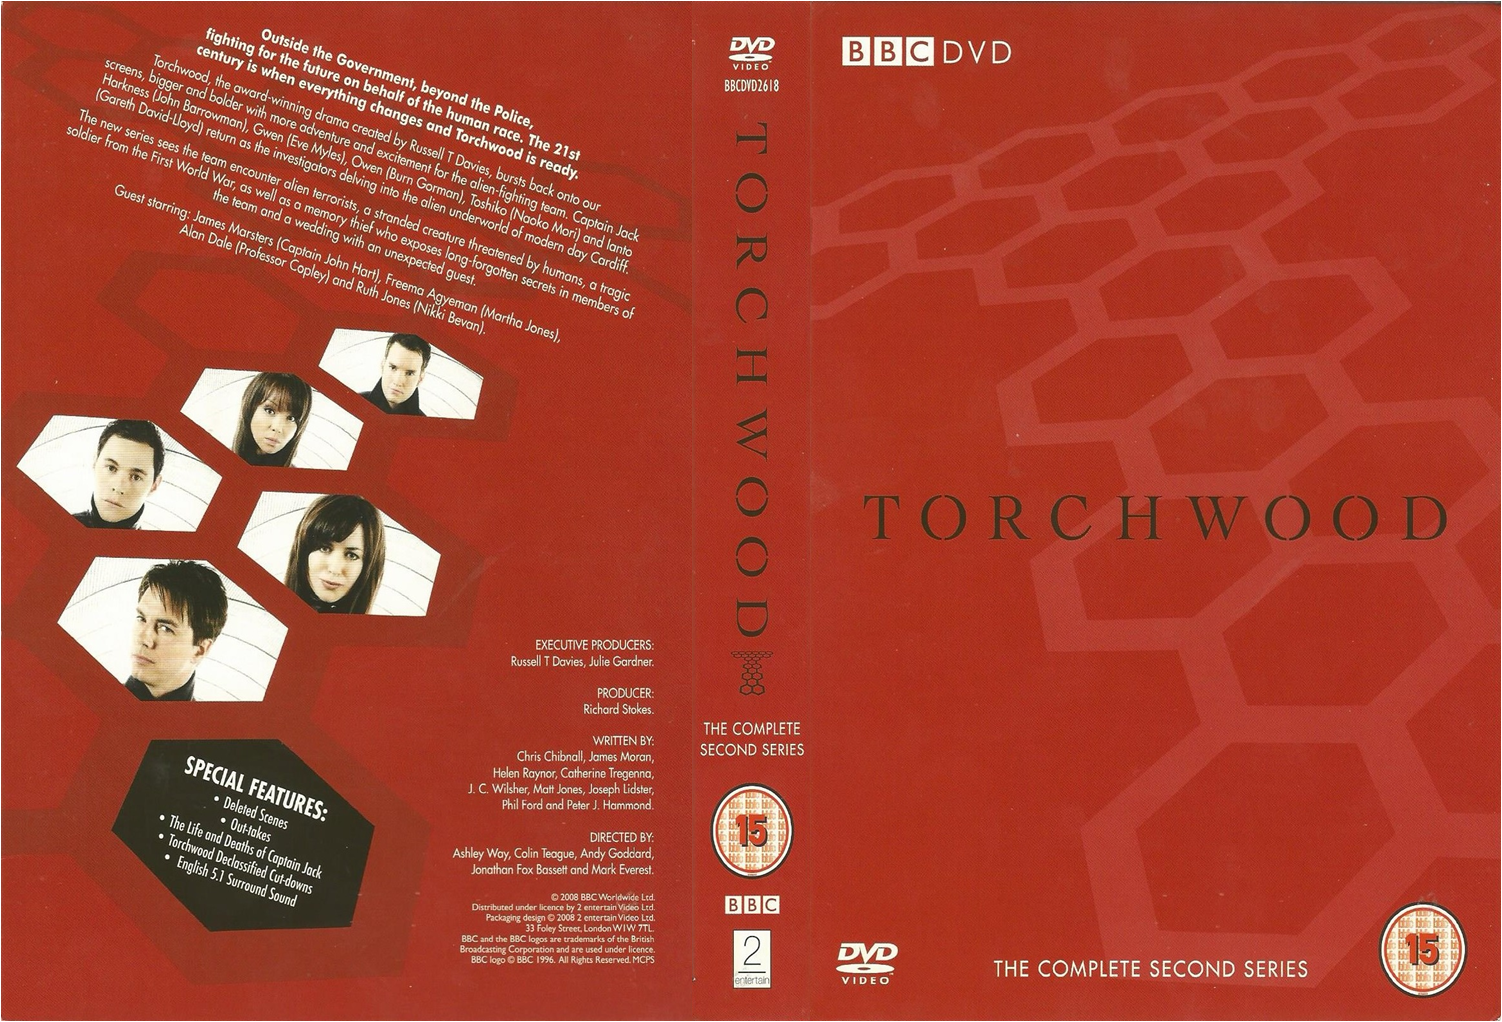 Outside the Government, beyond the Police,
fighting for the future on behalf of the human race. The 21st
century is when everything changes and Torchwood is ready.
Torchwood, the award-winning drama created by Russell T Davies, bursts back onto our
screens, bigger and bolder with more adventure and excitement for the alien-fighting team. Captain Jack
Harkness (John Barrowman), Gwen (Eve Myles), Owen (Burn Gorman), Toshiko (Naoko Mori) and Ianto
(Gareth David-Lloyd) return as the investigators delving into the alien underworld of modern day Cardiff.
The new series sees the team encounter alien terrorists, a stranded creature threatened by humans, a tragic
soldier from the First World War, as well as a memory thief who exposes long-forgotten secrets in members of
the team and a wedding with an unexpected guest.
Guest starring: James Marsters (Captain John Hart), Freema Agyeman (Martha Jones),
Alan Dale (Professor Copley) and Ruth Jones (Nikki Bevan).
SPECIAL FEATURES:
• Deleted Scenes
• Out-takes
• The Life and Deaths of Captain Jack
• Torchwood Declassified Cut-downs
• English 5.1 Surround Sound
EXECUTIVE PRODUCERS:
Russell T Davies, Julie Gardner.
PRODUCER:
Richard Stokes.
WRITTEN BY:
Chris Chibnall, James Moran,
Helen Raynor, Catherine Tregenna,
J. C. Wilsher, Matt Jones, Joseph Lidster,
Phil Ford and Peter J. Hammond.
DIRECTED BY:
Ashley Way, Colin Teague, Andy Goddard,
Jonathan Fox Bassett and Mark Everest.
© 2008 BBC Worldwide Ltd.
Distributed under licence by 2 entertain Video Ltd.
Packaging design © 2008 2 entertain Video Ltd.
33 Foley Street, London W1W 7TL.
BBC and the BBC logos are trademarks of the British
Broadcasting Corporation and are used under licence.
BBC logo © BBC 1996. All Rights Reserved. MCPS
DVD
VIDEO™
BBCDVD2618
TORCHWOOD
THE COMPLETE
SECOND SERIES
15
BBC
2
entertain
BBC DVD
TORCHWOOD
DVD
VIDEO™
THE COMPLETE SECOND SERIES
15